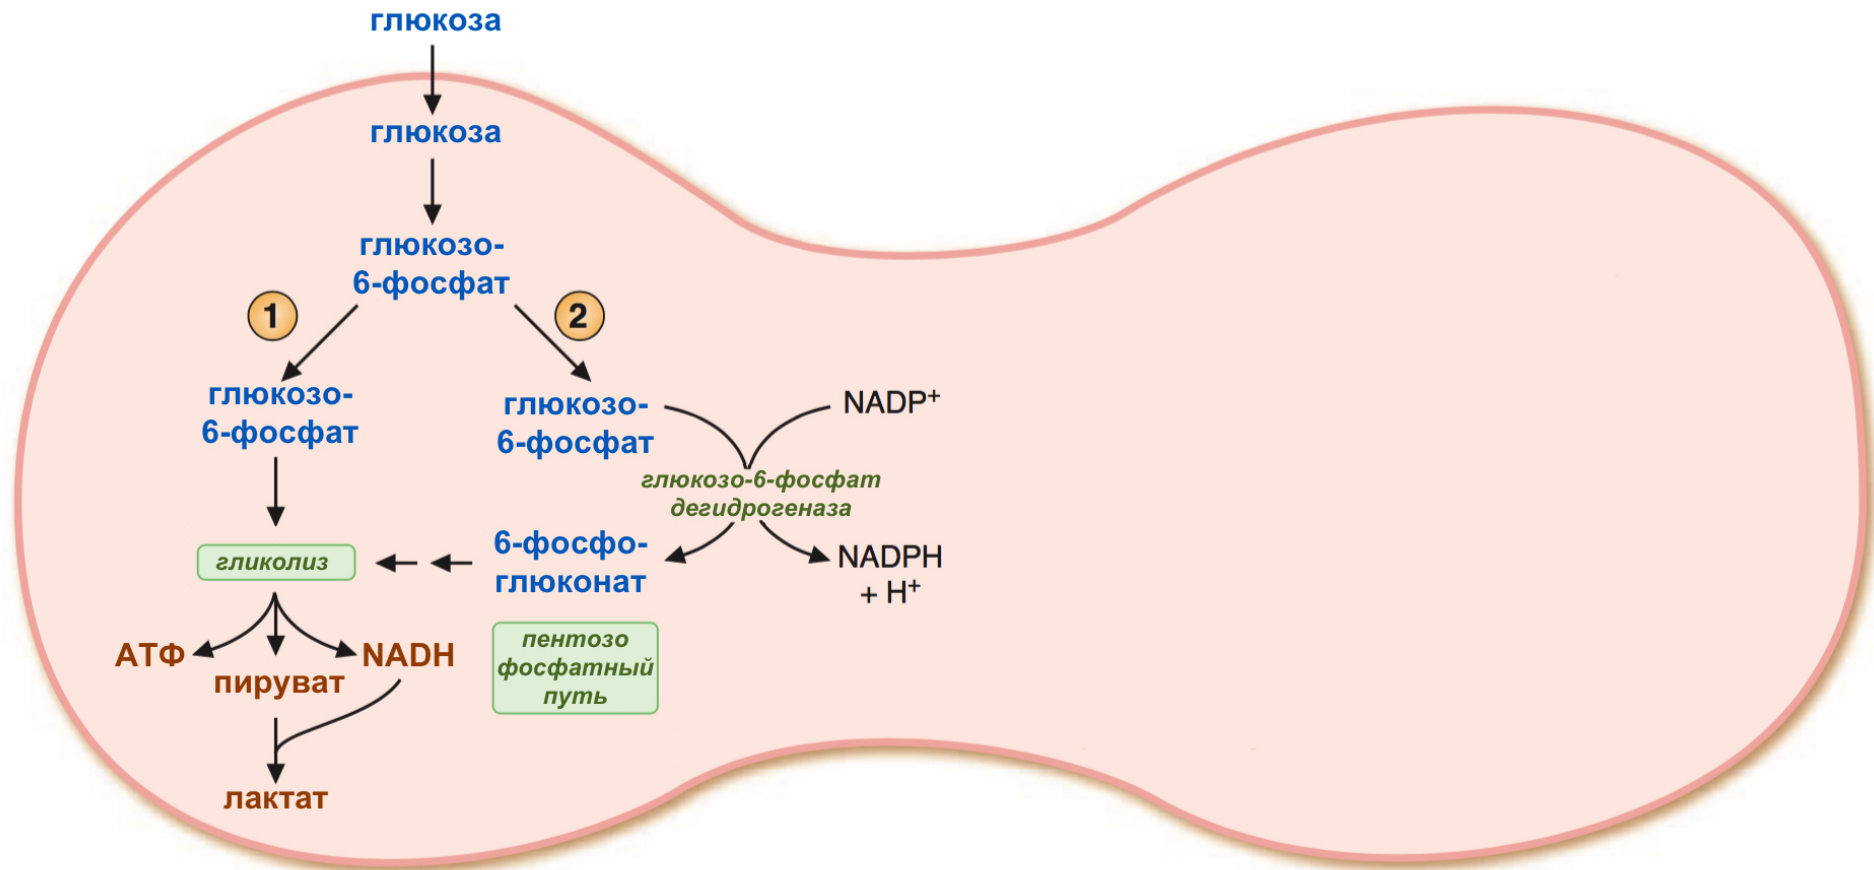 глюкоза
глюкоза
глюкозо-
6-фосфат
1
2
глюкозо-
6-фосфат
глюкозо-
6-фосфат
NADP⁺
глюкозо-6-фосфат
дегидрогеназа
6-фосфо-
глюконат
NADPH
+ H⁺
гликолиз
АТФ
пируват
NADH
лактат
пентозо
фосфатный
путь